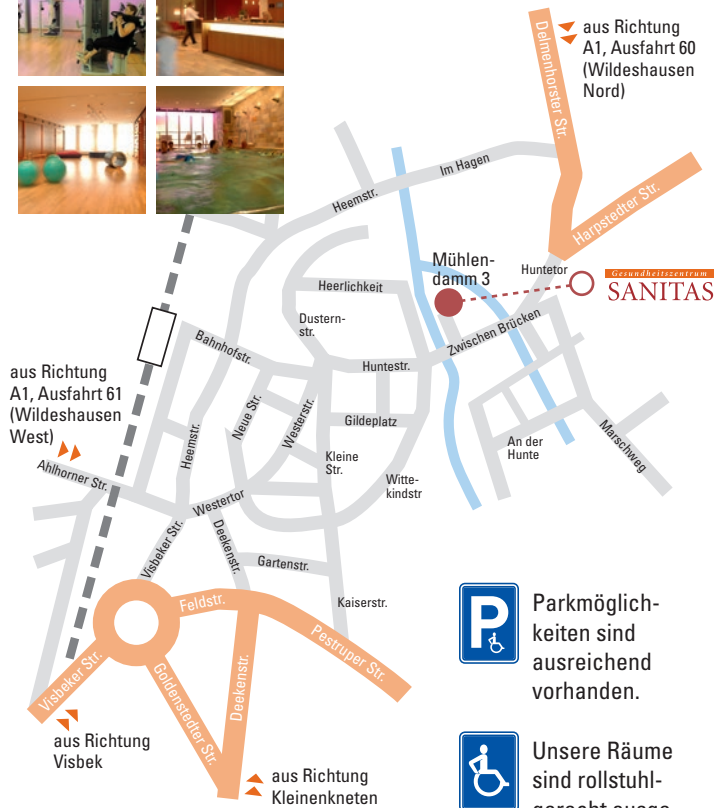 aus Richtung
A1, Ausfahrt 60
(Wildeshausen
Nord)
Delmenhorster Str.
Im Hagen
Heemstr.
Harpstedter Str.
Mühlen-
damm 3
Huntetor
Gesundheitszentrum
SANITAS
Heerlichkeit
Dustern-
str.
Zwischen Brücken
Bahnhofstr.
Huntestr.
aus Richtung
A1, Ausfahrt 61
(Wildeshausen
West)
Neue Str.
Westerstr.
Gildeplatz
Heemstr.
Kleine
Str.
An der
Hunte
Marschweg
Ahlhorner Str.
Witte-
kindstr
Westertor
Visbeker Str.
Deekenstr.
Gartenstr.
Kaiserstr.
Feldstr.
Pestruper Str.
Visbeker Str.
Goldenstedter Str.
Deekenstr.
aus Richtung
Visbek
aus Richtung
Kleinenkneten
P
Parkmöglich-
keiten sind
ausreichend
vorhanden.
Unsere Räume
sind rollstuhl-
gerecht ausge-